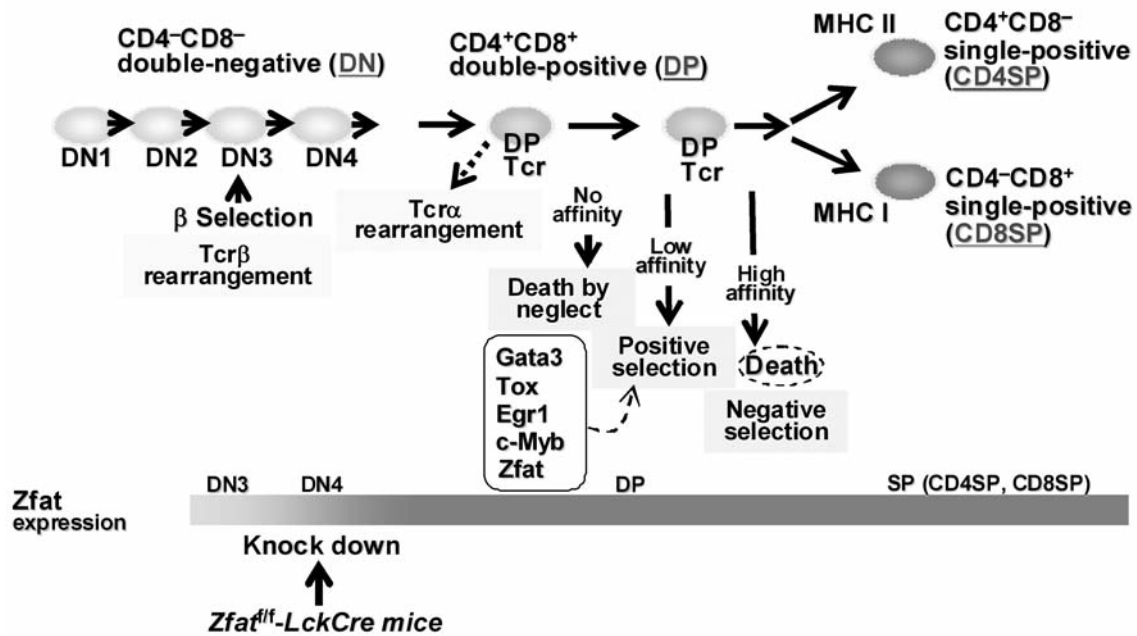 CD4⁻CD8⁻
double-negative (DN)
CD4⁺CD8⁺
double-positive (DP)
MHC II
CD4⁺CD8⁻
single-positive
(CD4SP)
DN1
DN2
DN3
DN4
DP
Tcr
DP
Tcr
MHC I
CD4⁻CD8⁺
single-positive
(CD8SP)
β Selection
Tcrβ
rearrangement
Tcrα
rearrangement
No
affinity
Low
affinity
High
affinity
Death by
neglect
Positive
selection
Death
Negative
selection
Gata3
Tox
Egr1
c-Myb
Zfat
Zfat
expression
DN3
DN4
DP
SP (CD4SP, CD8SP)
Knock down
Zfatᶠ/ᶠ-LckCre mice